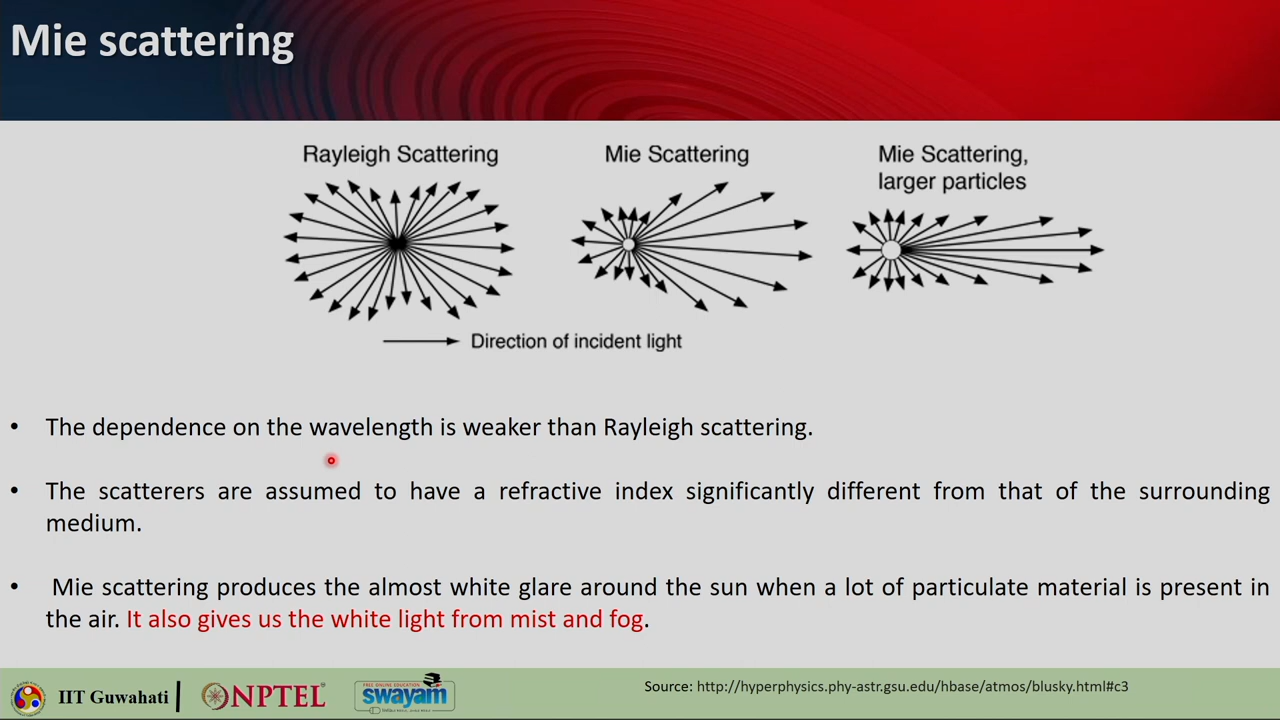 Mie scattering
Rayleigh Scattering
Mie Scattering
Mie Scattering,
larger particles
Direction of incident light
• The dependence on the wavelength is weaker than Rayleigh scattering.
• The scatterers are assumed to have a refractive index significantly different from that of the surrounding
medium.
• Mie scattering produces the almost white glare around the sun when a lot of particulate material is present in
the air. It also gives us the white light from mist and fog.
IIT Guwahati
NPTEL
FREE ONLINE EDUCATION
swayam
Source: http://hyperphysics.phy-astr.gsu.edu/hbase/atmos/blusky.html#c3